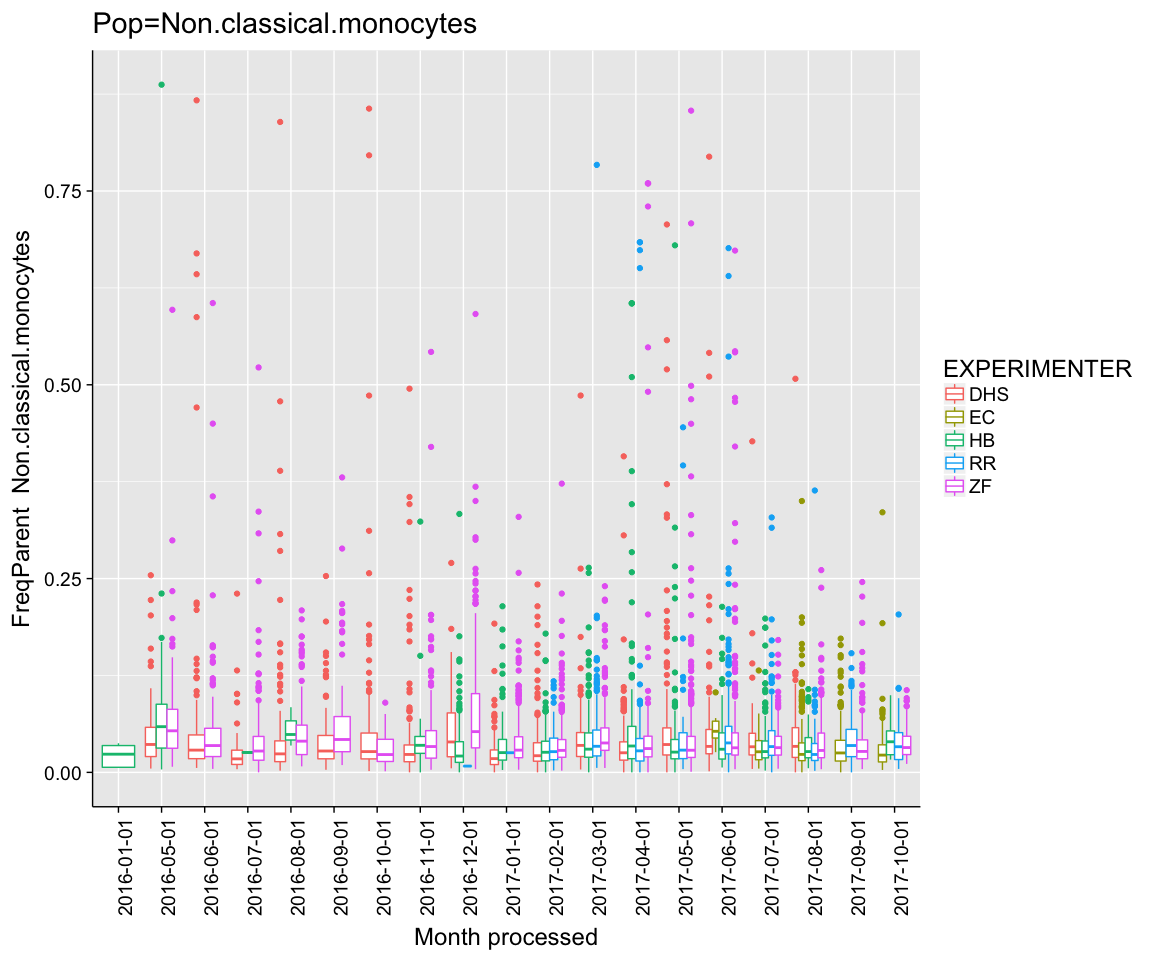 Pop=Non.classical.monocytes
FreqParent  Non.classical.monocytes
0.75
0.50
0.25
0.00
2016-01-01
2016-05-01
2016-06-01
2016-07-01
2016-08-01
2016-09-01
2016-10-01
2016-11-01
2016-12-01
2017-01-01
2017-02-01
2017-03-01
2017-04-01
2017-05-01
2017-06-01
2017-07-01
2017-08-01
2017-09-01
2017-10-01
Month processed
EXPERIMENTER
DHS
EC
HB
RR
ZF